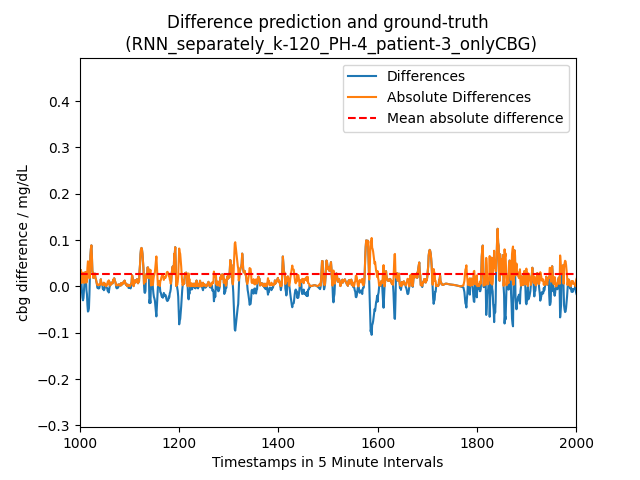 Difference prediction and ground-truth
(RNN_separately_k-120_PH-4_patient-3_onlyCBG)
Differences
Absolute Differences
Mean absolute difference
cbg difference / mg/dL
0.4
0.3
0.2
0.1
0.0
−0.1
−0.2
−0.3
1000 1200 1400 1600 1800 2000
Timestamps in 5 Minute Intervals